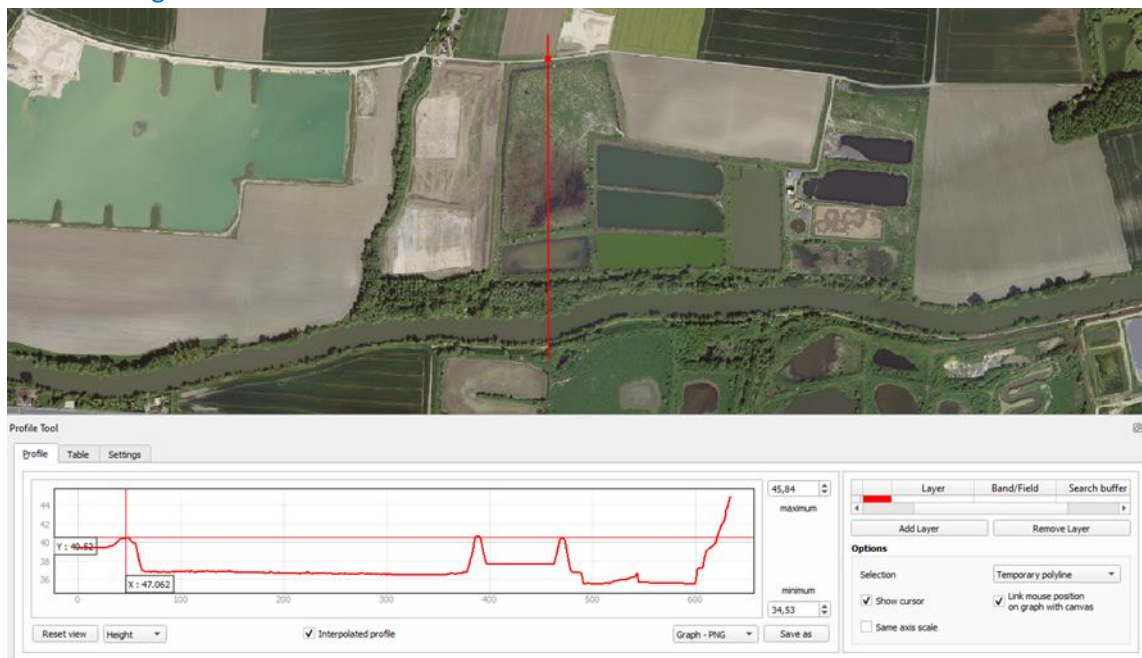 Profile Tool
Profile Table Settings
44
42
40
38
36
Y : 40.52
X : 47.062
0 100 200 300 400 500 600
45,84
maximum
minimum
34,53
Reset view Height Interpolated profile Graph - PNG Save as
Layer Band/Field Search buffer
Add Layer Remove Layer
Options
Selection Temporary polyline
Show cursor Link mouse position
on graph with canvas
Same axis scale